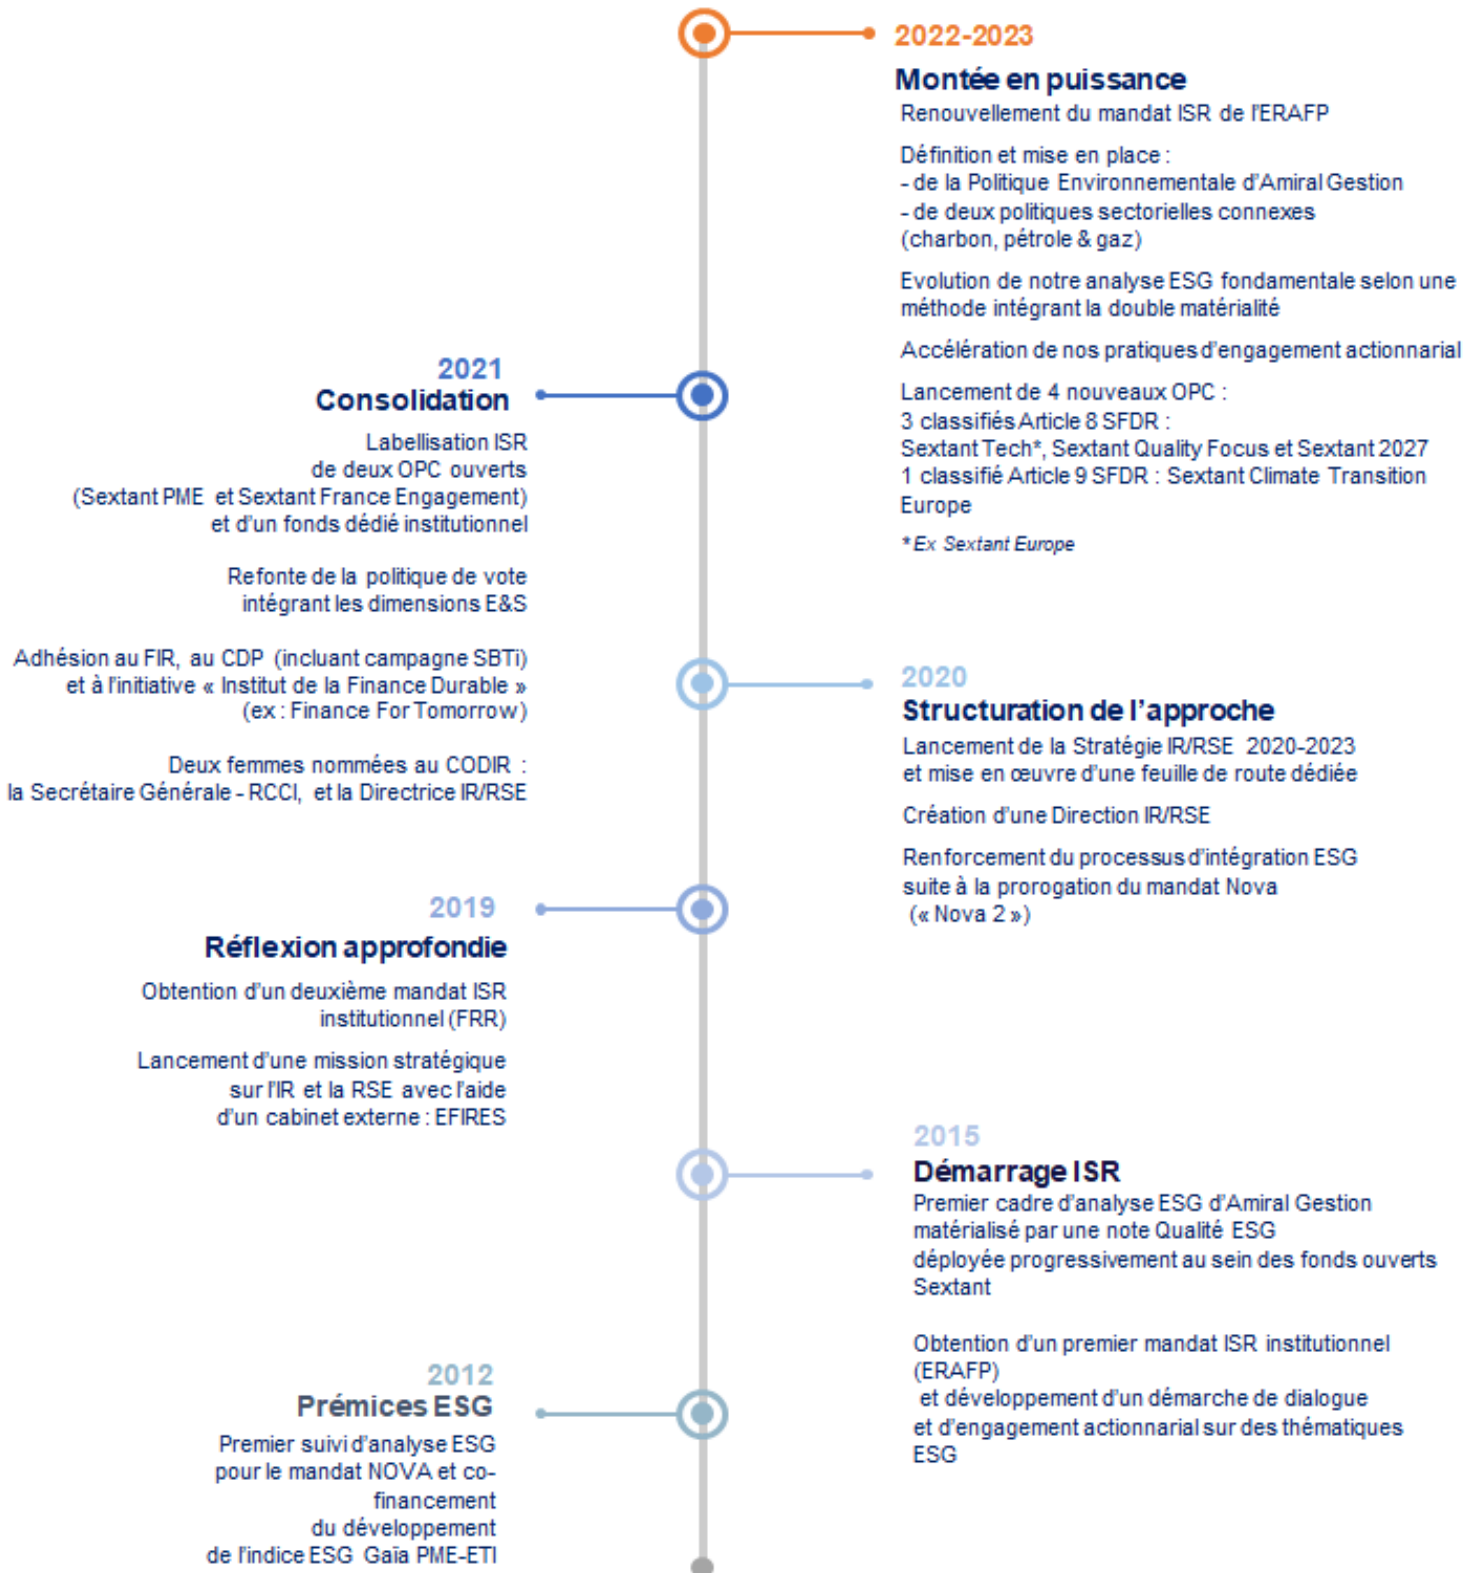 2022-2023
Montée en puissance
Renouvellement du mandat ISR de l'ERAFP
Définition et mise en place :
- de la Politique Environnementale d'Amiral Gestion
- de deux politiques sectorielles connexes
(charbon, pétrole & gaz)
Evolution de notre analyse ESG fondamentale selon une
méthode intégrant la double matérialité
Accélération de nos pratiques d'engagement actionnarial
Lancement de 4 nouveaux OPC :
3 classifiés Article 8 SFDR :
Sextant Tech*, Sextant Quality Focus et Sextant 2027
1 classifié Article 9 SFDR : Sextant Climate Transition
Europe
* Ex Sextant Europe
2021
Consolidation
Labellisation ISR
de deux OPC ouverts
(Sextant PME et Sextant France Engagement)
et d'un fonds dédié institutionnel
Refonte de la politique de vote
intégrant les dimensions E&S
Adhésion au FIR, au CDP (incluant campagne SBTi)
et à l'initiative « Institut de la Finance Durable »
(ex : Finance For Tomorrow)
Deux femmes nommées au CODIR :
la Secrétaire Générale - RCCI, et la Directrice IR/RSE
2020
Structuration de l'approche
Lancement de la Stratégie IR/RSE 2020-2023
et mise en œuvre d'une feuille de route dédiée
Création d'une Direction IR/RSE
Renforcement du processus d'intégration ESG
suite à la prorogation du mandat Nova
(« Nova 2 »)
2019
Réflexion approfondie
Obtention d'un deuxième mandat ISR
institutionnel (FRR)
Lancement d'une mission stratégique
sur l'IR et la RSE avec l'aide
d'un cabinet externe : EFIRES
2015
Démarrage ISR
Premier cadre d'analyse ESG d'Amiral Gestion
matérialisé par une note Qualité ESG
déployée progressivement au sein des fonds ouverts
Sextant
Obtention d'un premier mandat ISR institutionnel
(ERAFP)
et développement d'un démarche de dialogue
et d'engagement actionnarial sur des thématiques
ESG
2012
Prémices ESG
Premier suivi d'analyse ESG
pour le mandat NOVA et co-
financement
du développement
de l'indice ESG Gaïa PME-ETI